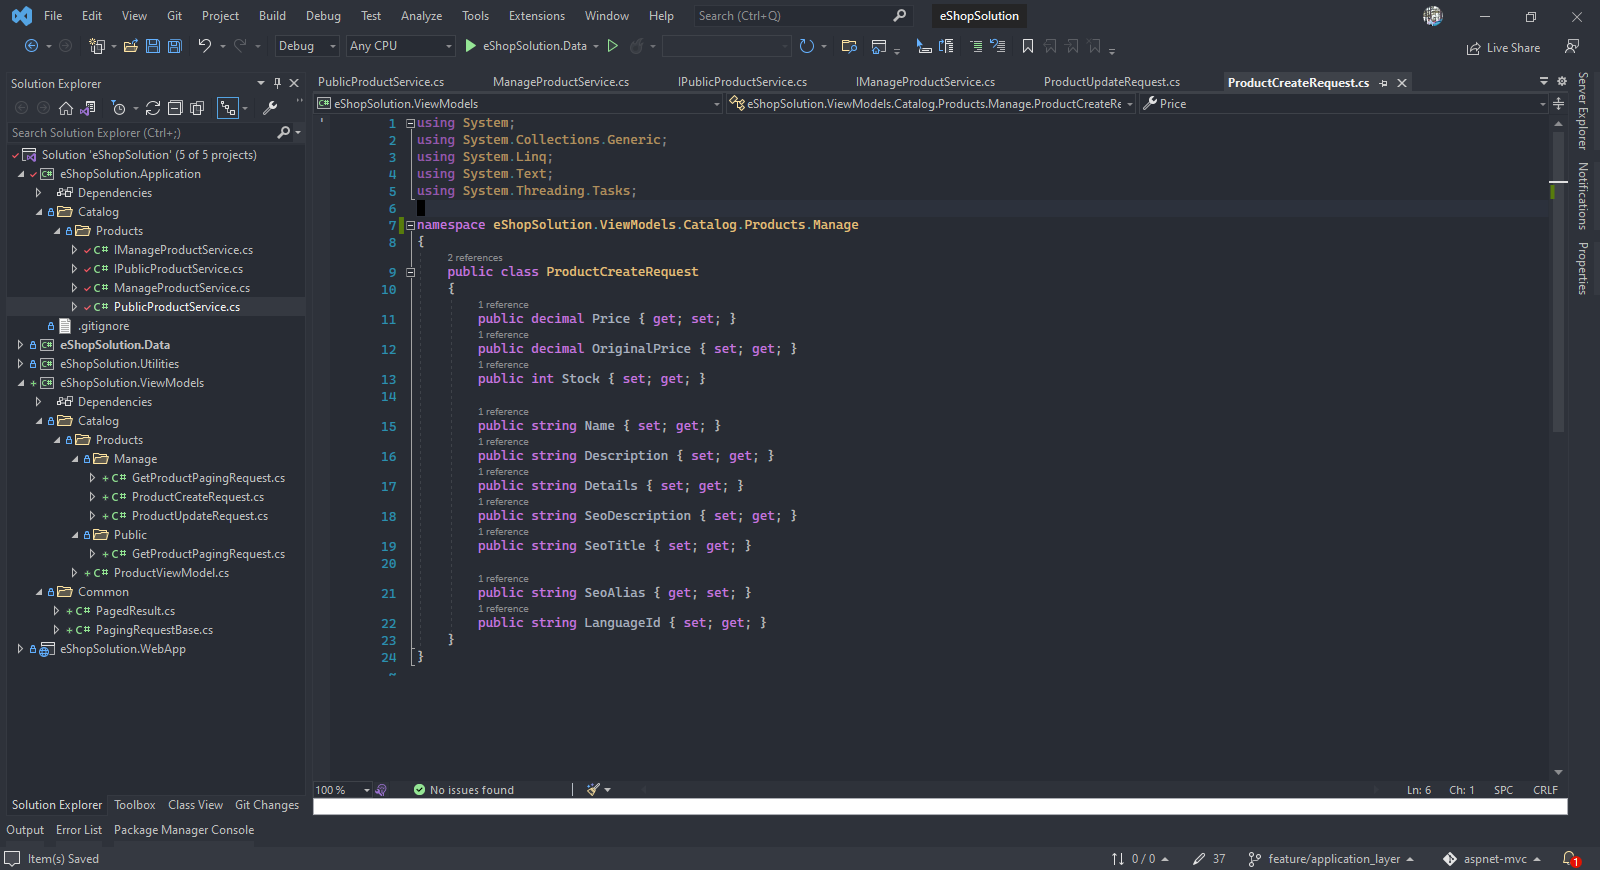 File Edit View Git Project Build Debug Test Analyze Tools Extensions Window Help Search (Ctrl+Q) eShopSolution
Debug Any CPU eShopSolution.Data Live Share
Solution Explorer
PublicProductService.cs ManageProductService.cs IPublicProductService.cs IManageProductService.cs ProductUpdateRequest.cs ProductCreateRequest.cs
eShopSolution.ViewModels eShopSolution.ViewModels.Catalog.Products.Manage.ProductCreateRe Price
Search Solution Explorer (Ctrl+;)
Solution 'eShopSolution' (5 of 5 projects)
eShopSolution.Application
Dependencies
Catalog
Products
C# IManageProductService.cs
C# IPublicProductService.cs
C# ManageProductService.cs
C# PublicProductService.cs
.gitignore
eShopSolution.Data
eShopSolution.Utilities
eShopSolution.ViewModels
Dependencies
Catalog
Products
Manage
C# GetProductPagingRequest.cs
C# ProductCreateRequest.cs
C# ProductUpdateRequest.cs
Public
C# GetProductPagingRequest.cs
C# ProductViewModel.cs
Common
C# PagedResult.cs
C# PagingRequestBase.cs
eShopSolution.WebApp
1 using System;
2 using System.Collections.Generic;
3 using System.Linq;
4 using System.Text;
5 using System.Threading.Tasks;
6
7 namespace eShopSolution.ViewModels.Catalog.Products.Manage
8 {
2 references
9 public class ProductCreateRequest
10 {
1 reference
11 public decimal Price { get; set; }
1 reference
12 public decimal OriginalPrice { set; get; }
1 reference
13 public int Stock { set; get; }
14
1 reference
15 public string Name { set; get; }
1 reference
16 public string Description { set; get; }
1 reference
17 public string Details { set; get; }
1 reference
18 public string SeoDescription { set; get; }
1 reference
19 public string SeoTitle { set; get; }
20
1 reference
21 public string SeoAlias { get; set; }
1 reference
22 public string LanguageId { set; get; }
23 }
24 }
~
Server Explorer
Notifications
Properties
100 % No issues found Ln: 6 Ch: 1 SPC CRLF
Solution Explorer Toolbox Class View Git Changes
Output Error List Package Manager Console
Item(s) Saved 0 / 0 37 feature/application_layer aspnet-mvc 1